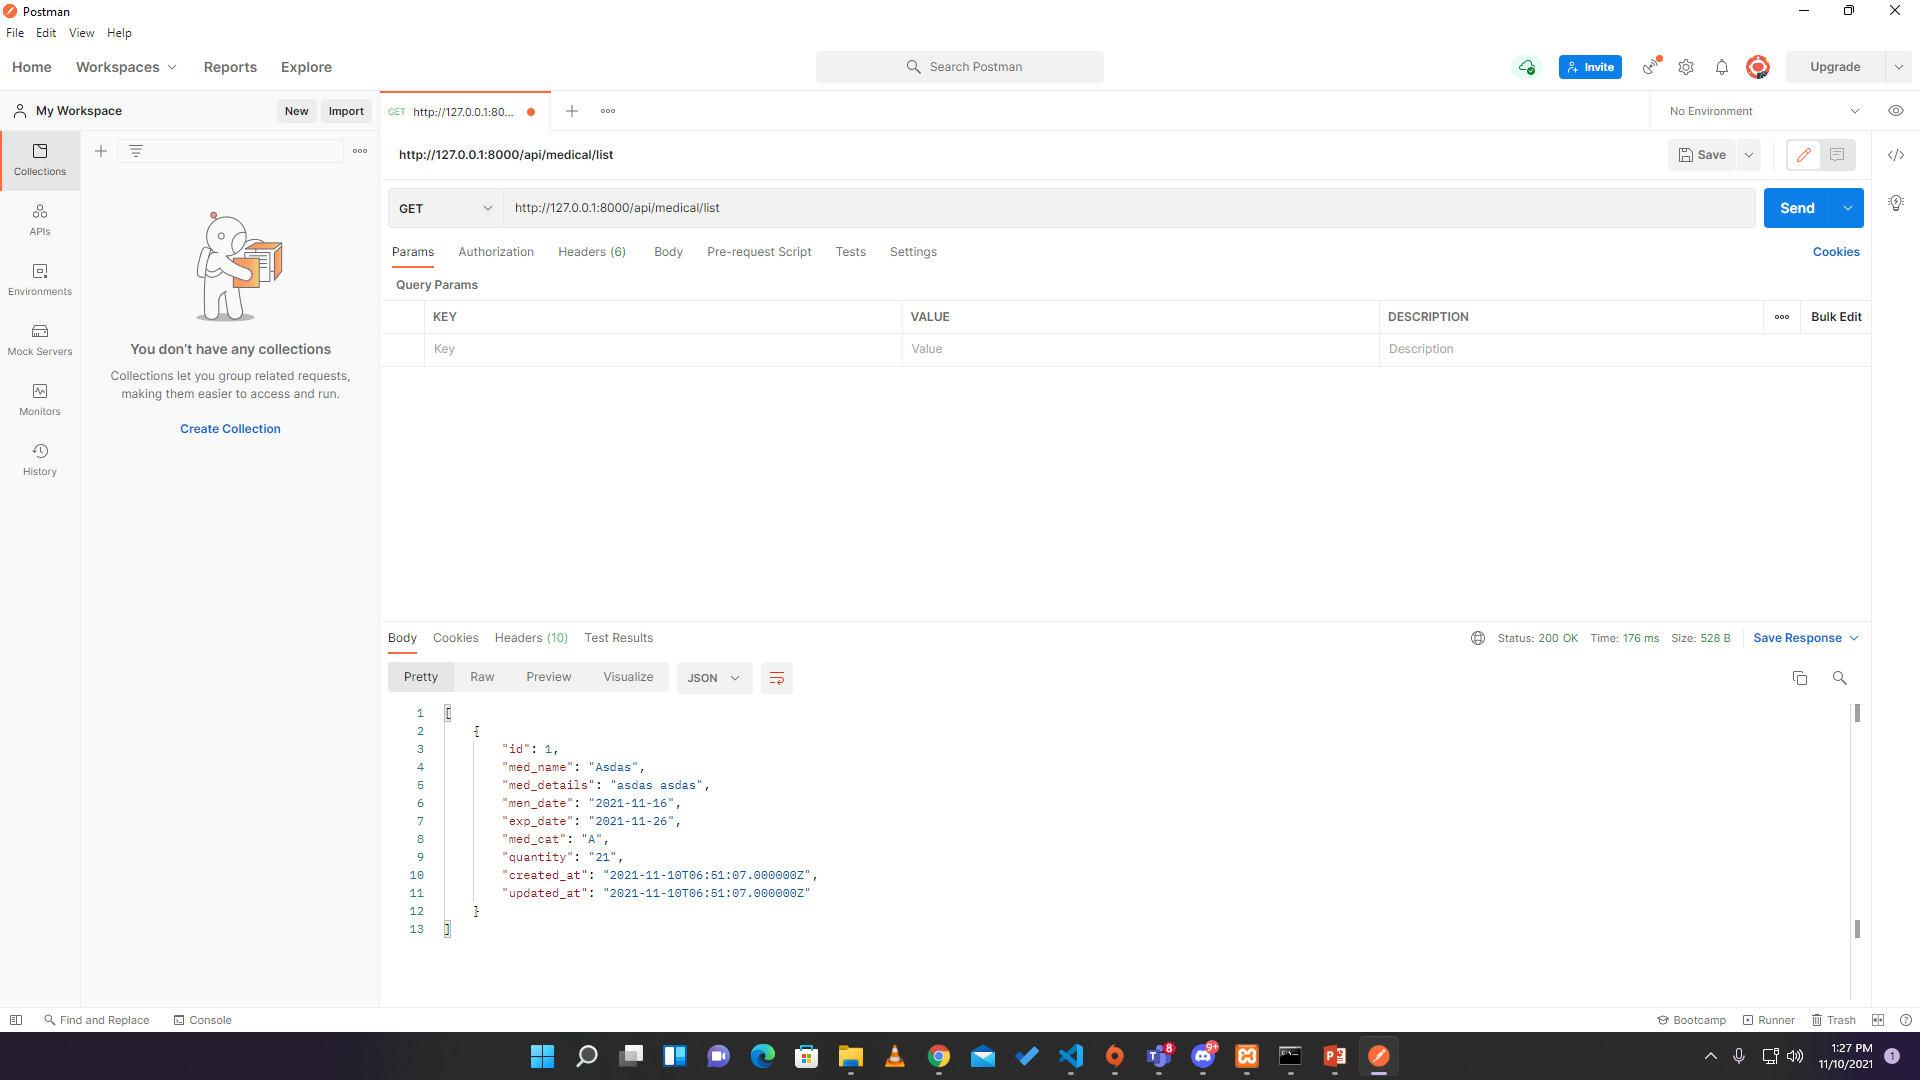 Postman
File Edit View Help
Home Workspaces Reports Explore
Search Postman
Invite
Upgrade
My Workspace
New Import
GET http://127.0.0.1:80...
No Environment
Collections
http://127.0.0.1:8000/api/medical/list
Save
GET
http://127.0.0.1:8000/api/medical/list
Send
APIs
Params Authorization Headers (6) Body Pre-request Script Tests Settings
Cookies
Query Params
Environments
KEY VALUE DESCRIPTION Bulk Edit
Key Value Description
Mock Servers
You don't have any collections
Collections let you group related requests,
making them easier to access and run.
Create Collection
Monitors
History
Body Cookies Headers (10) Test Results
Status: 200 OK Time: 176 ms Size: 528 B
Save Response
Pretty Raw Preview Visualize JSON
1 [
2 {
3 "id": 1,
4 "med_name": "Asdas",
5 "med_details": "asdas asdas",
6 "men_date": "2021-11-16",
7 "exp_date": "2021-11-26",
8 "med_cat": "A",
9 "quantity": "21",
10 "created_at": "2021-11-10T06:51:07.000000Z",
11 "updated_at": "2021-11-10T06:51:07.000000Z"
12 }
13 ]
Find and Replace Console
Bootcamp Runner Trash
8
9+
1:27 PM
11/10/2021
1